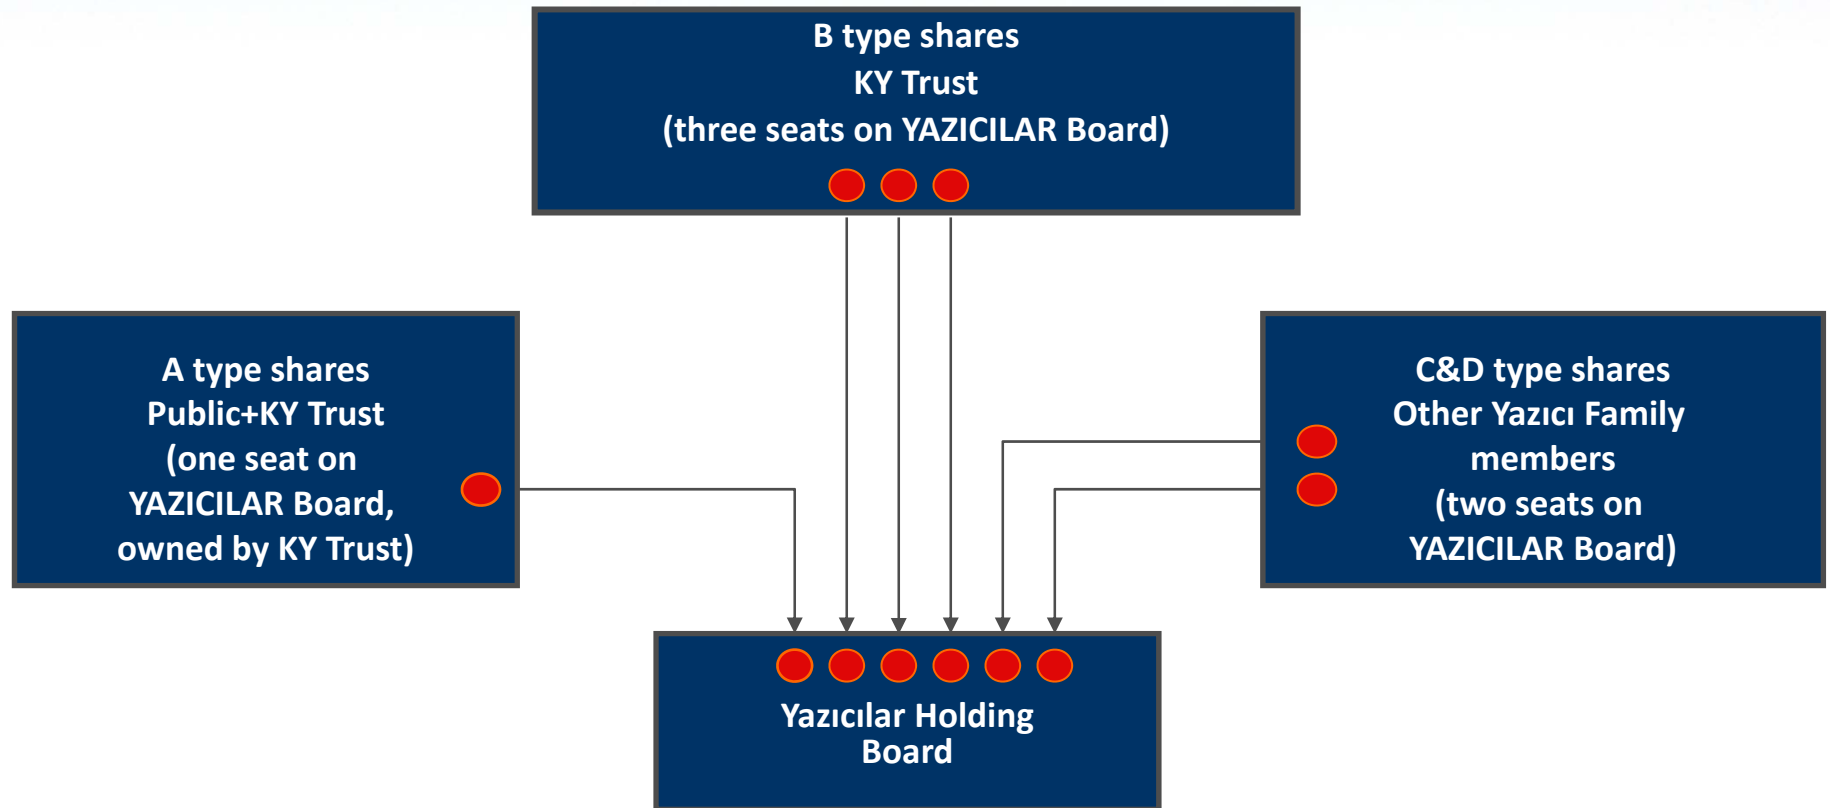 B type shares
KY Trust
(three seats on YAZICILAR Board)
A type shares
Public+KY Trust
(one seat on
YAZICILAR Board,
owned by KY Trust)
C&D type shares
Other Yazıcı Family
members
(two seats on
YAZICILAR Board)
Yazıcılar Holding
Board